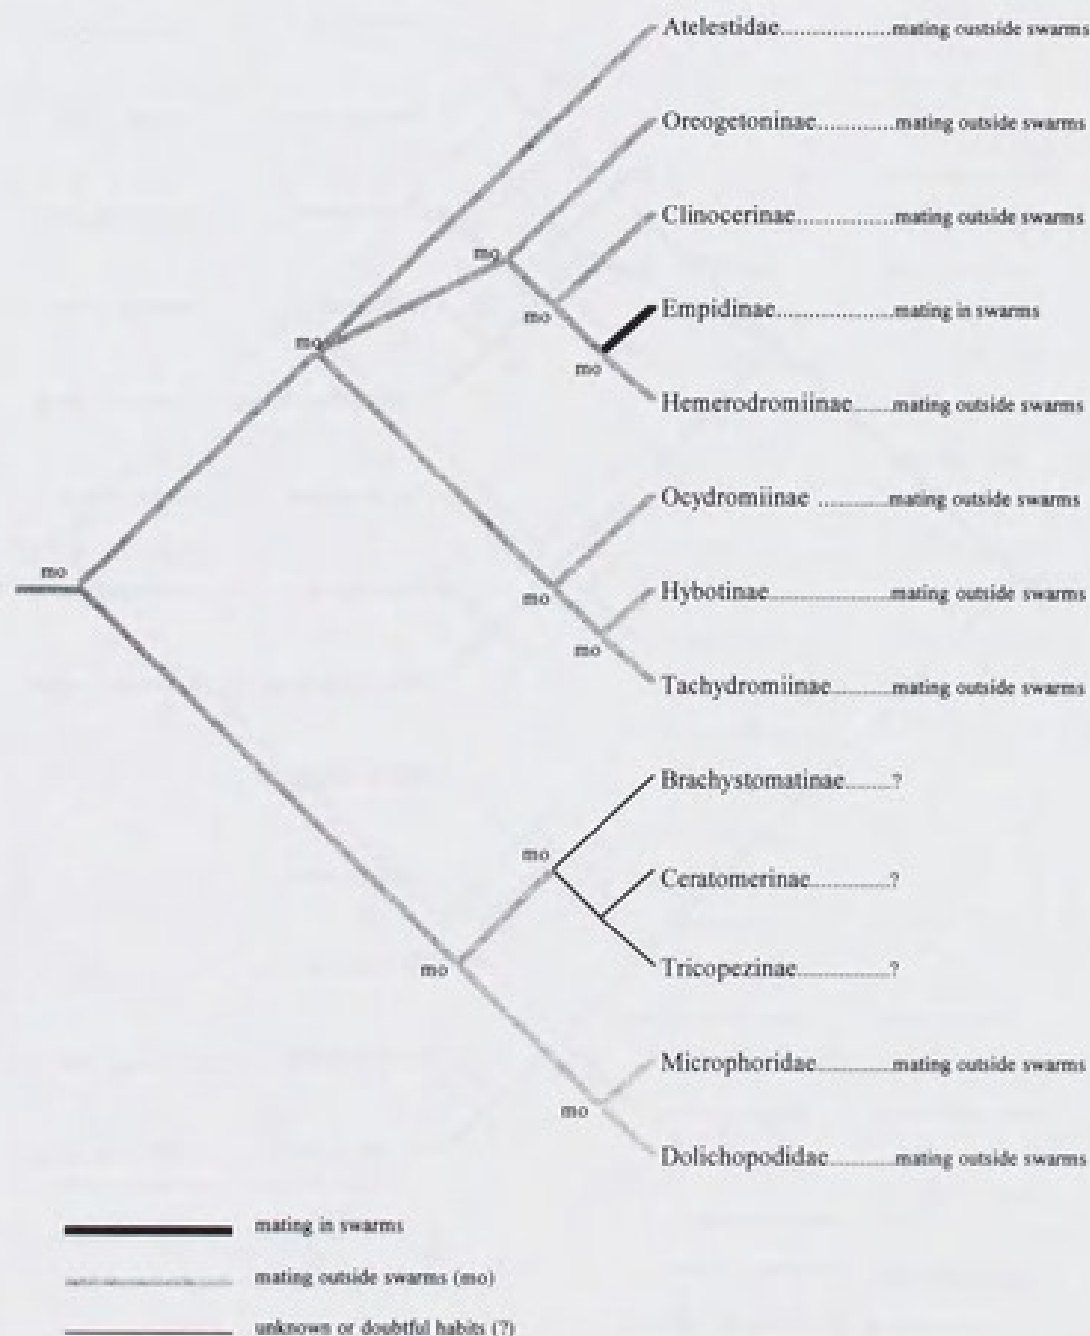 Atelestidae....................mating oustside swarms
Oreogetoninae.............mating outside swarms
mo
Clinocerinae.................mating outside swarms
mo
Empidinae....................mating in swarms
mo
mo
Hemerodromiinae.......mating outside swarms
Ocydromiinae ............mating outside swarms
mo
Hybotinae.....................mating outside swarms
mo
mo
Tachydromiinae..........mating outside swarms
Brachystomatinae........?
mo
Ceratomerinae..............?
Tricopezinae.................?
mo
Microphoridae.............mating outside swarms
mo
Dolichopodidae...........mating outside swarms
mating in swarms
mating outside swarms (mo)
unknown or doubtful habits (?)